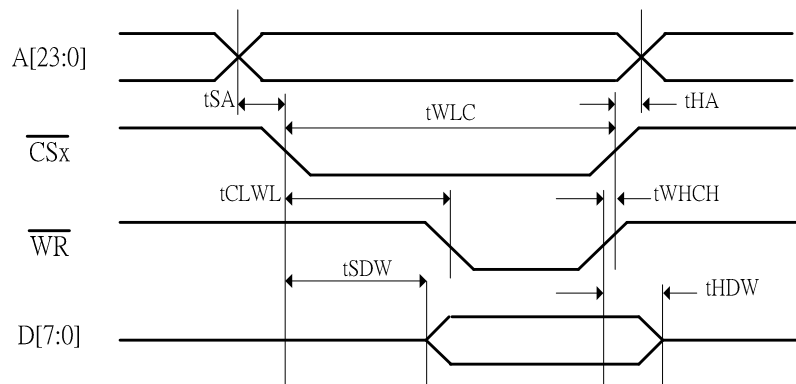 A[23:0]
tSA
tHA
tWLC
CSx
tCLWL
tWHCH
WR
tSDW
tHDW
D[7:0]